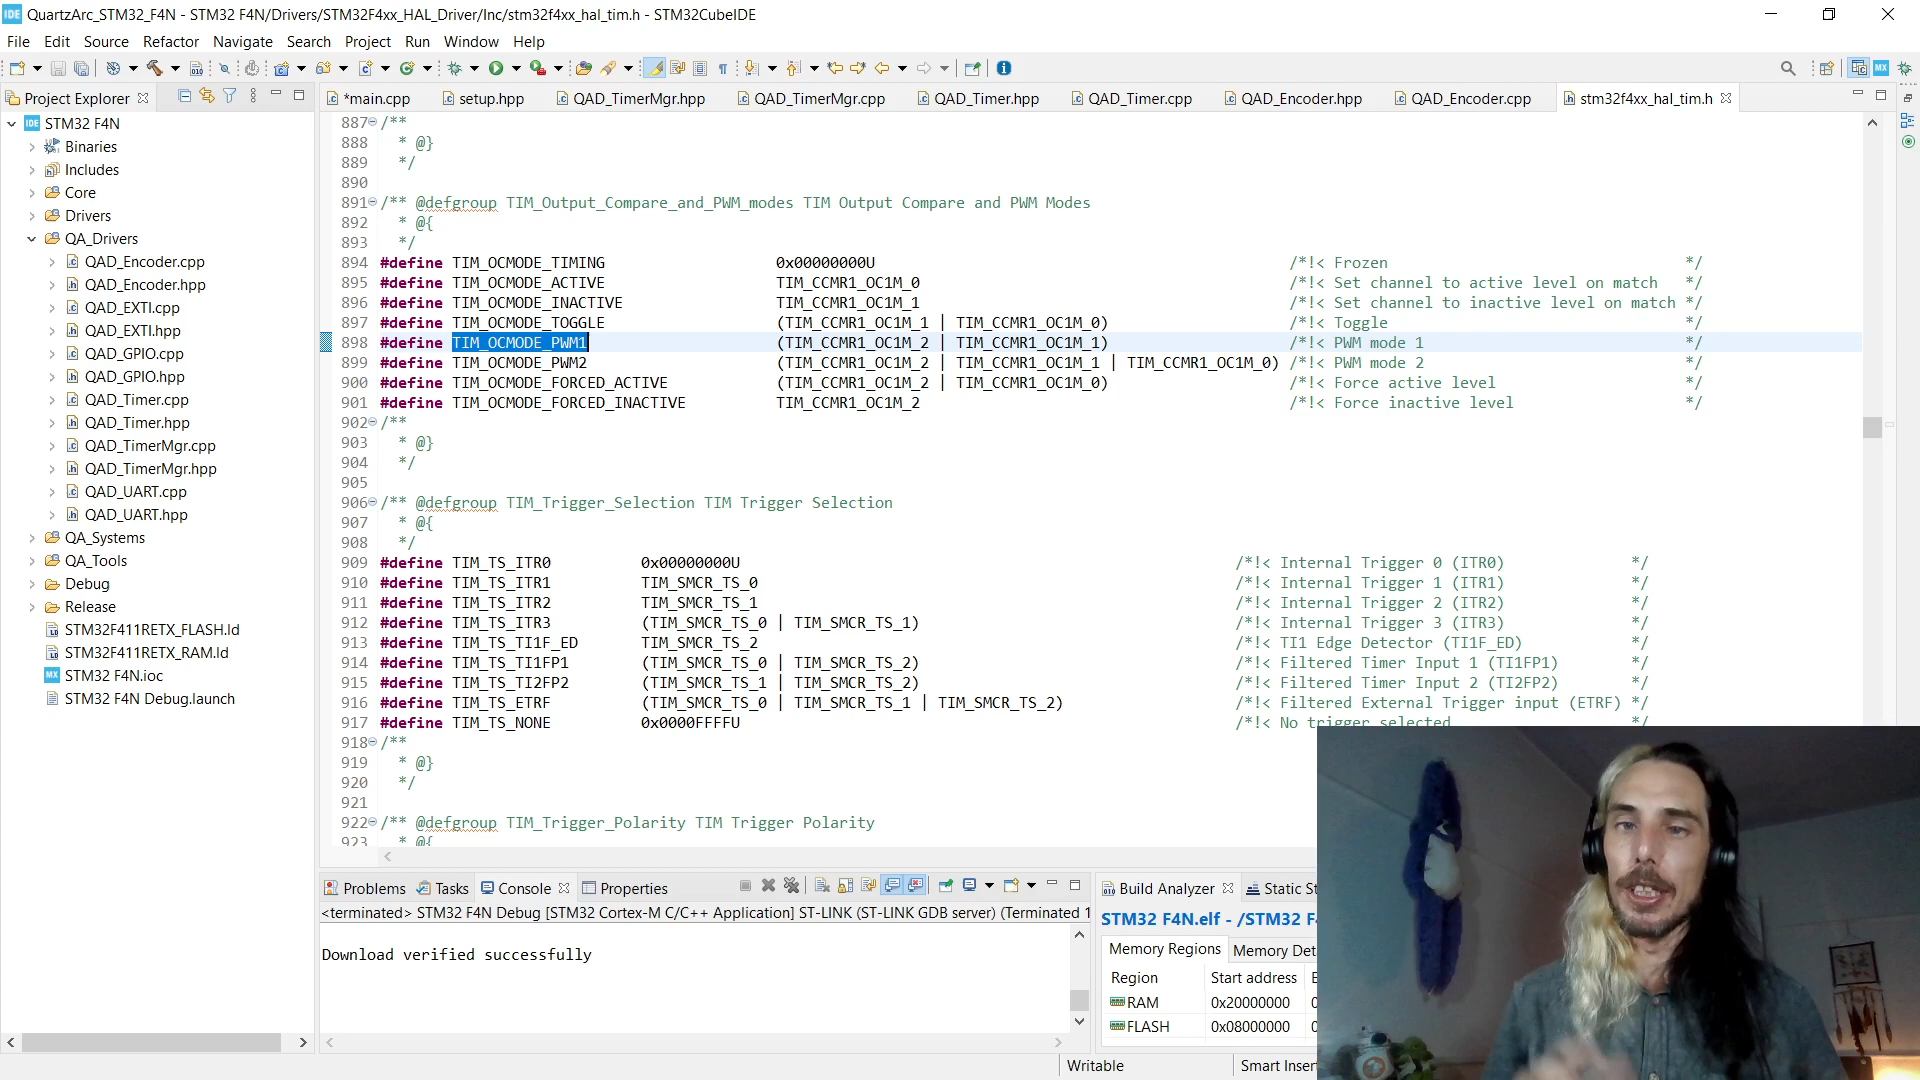 QuartzArc_STM32_F4N - STM32 F4N/Drivers/STM32F4xx_HAL_Driver/Inc/stm32f4xx_hal_tim.h - STM32CubeIDE
File Edit Source Refactor Navigate Search Project Run Window Help
Project Explorer
STM32 F4N
Binaries
Includes
Core
Drivers
QA_Drivers
QAD_Encoder.cpp
QAD_Encoder.hpp
QAD_EXTI.cpp
QAD_EXTI.hpp
QAD_GPIO.cpp
QAD_GPIO.hpp
QAD_Timer.cpp
QAD_Timer.hpp
QAD_TimerMgr.cpp
QAD_TimerMgr.hpp
QAD_UART.cpp
QAD_UART.hpp
QA_Systems
QA_Tools
Debug
Release
STM32F411RETX_FLASH.ld
STM32F411RETX_RAM.ld
STM32 F4N.ioc
STM32 F4N Debug.launch
*main.cpp setup.hpp QAD_TimerMgr.hpp QAD_TimerMgr.cpp QAD_Timer.hpp QAD_Timer.cpp QAD_Encoder.hpp QAD_Encoder.cpp stm32f4xx_hal_tim.h
887 /**
888 * @}
889 */
890
891 /** @defgroup TIM_Output_Compare_and_PWM_modes TIM Output Compare and PWM Modes
892 * @{
893 */
894 #define TIM_OCMODE_TIMING 0x00000000U /*!< Frozen */
895 #define TIM_OCMODE_ACTIVE TIM_CCMR1_OC1M_0 /*!< Set channel to active level on match */
896 #define TIM_OCMODE_INACTIVE TIM_CCMR1_OC1M_1 /*!< Set channel to inactive level on match */
897 #define TIM_OCMODE_TOGGLE (TIM_CCMR1_OC1M_1 | TIM_CCMR1_OC1M_0) /*!< Toggle */
898 #define TIM_OCMODE_PWM1 (TIM_CCMR1_OC1M_2 | TIM_CCMR1_OC1M_1) /*!< PWM mode 1 */
899 #define TIM_OCMODE_PWM2 (TIM_CCMR1_OC1M_2 | TIM_CCMR1_OC1M_1 | TIM_CCMR1_OC1M_0) /*!< PWM mode 2 */
900 #define TIM_OCMODE_FORCED_ACTIVE (TIM_CCMR1_OC1M_2 | TIM_CCMR1_OC1M_0) /*!< Force active level */
901 #define TIM_OCMODE_FORCED_INACTIVE TIM_CCMR1_OC1M_2 /*!< Force inactive level */
902 /**
903 * @}
904 */
905
906 /** @defgroup TIM_Trigger_Selection TIM Trigger Selection
907 * @{
908 */
909 #define TIM_TS_ITR0 0x00000000U /*!< Internal Trigger 0 (ITR0) */
910 #define TIM_TS_ITR1 TIM_SMCR_TS_0 /*!< Internal Trigger 1 (ITR1) */
911 #define TIM_TS_ITR2 TIM_SMCR_TS_1 /*!< Internal Trigger 2 (ITR2) */
912 #define TIM_TS_ITR3 (TIM_SMCR_TS_0 | TIM_SMCR_TS_1) /*!< Internal Trigger 3 (ITR3) */
913 #define TIM_TS_TI1F_ED TIM_SMCR_TS_2 /*!< TI1 Edge Detector (TI1F_ED) */
914 #define TIM_TS_TI1FP1 (TIM_SMCR_TS_0 | TIM_SMCR_TS_2) /*!< Filtered Timer Input 1 (TI1FP1) */
915 #define TIM_TS_TI2FP2 (TIM_SMCR_TS_1 | TIM_SMCR_TS_2) /*!< Filtered Timer Input 2 (TI2FP2) */
916 #define TIM_TS_ETRF (TIM_SMCR_TS_0 | TIM_SMCR_TS_1 | TIM_SMCR_TS_2) /*!< Filtered External Trigger input (ETRF) */
917 #define TIM_TS_NONE 0x0000FFFFU /*!< No trigger selected */
918 /**
919 * @}
920 */
921
922 /** @defgroup TIM_Trigger_Polarity TIM Trigger Polarity
923 * @{
Problems Tasks Console Properties
<terminated> STM32 F4N Debug [STM32 Cortex-M C/C++ Application] ST-LINK (ST-LINK GDB server) (Terminated 1
Download verified successfully
Build Analyzer Static St
STM32 F4N.elf - /STM32 F4
Memory Regions Memory Det
Region Start address E
RAM 0x20000000 0
FLASH 0x08000000 0
Writable Smart Inser